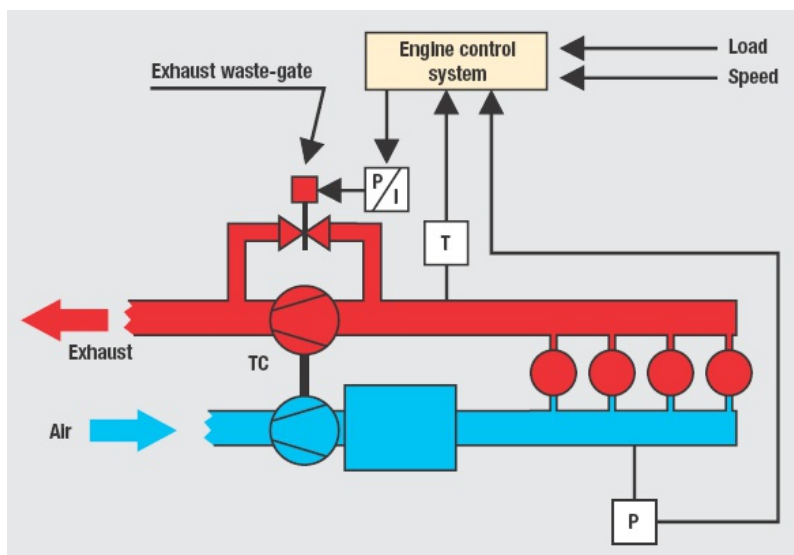 Engine control
system
Load
Speed
Exhaust waste-gate
P/I
T
Exhaust
TC
Air
P